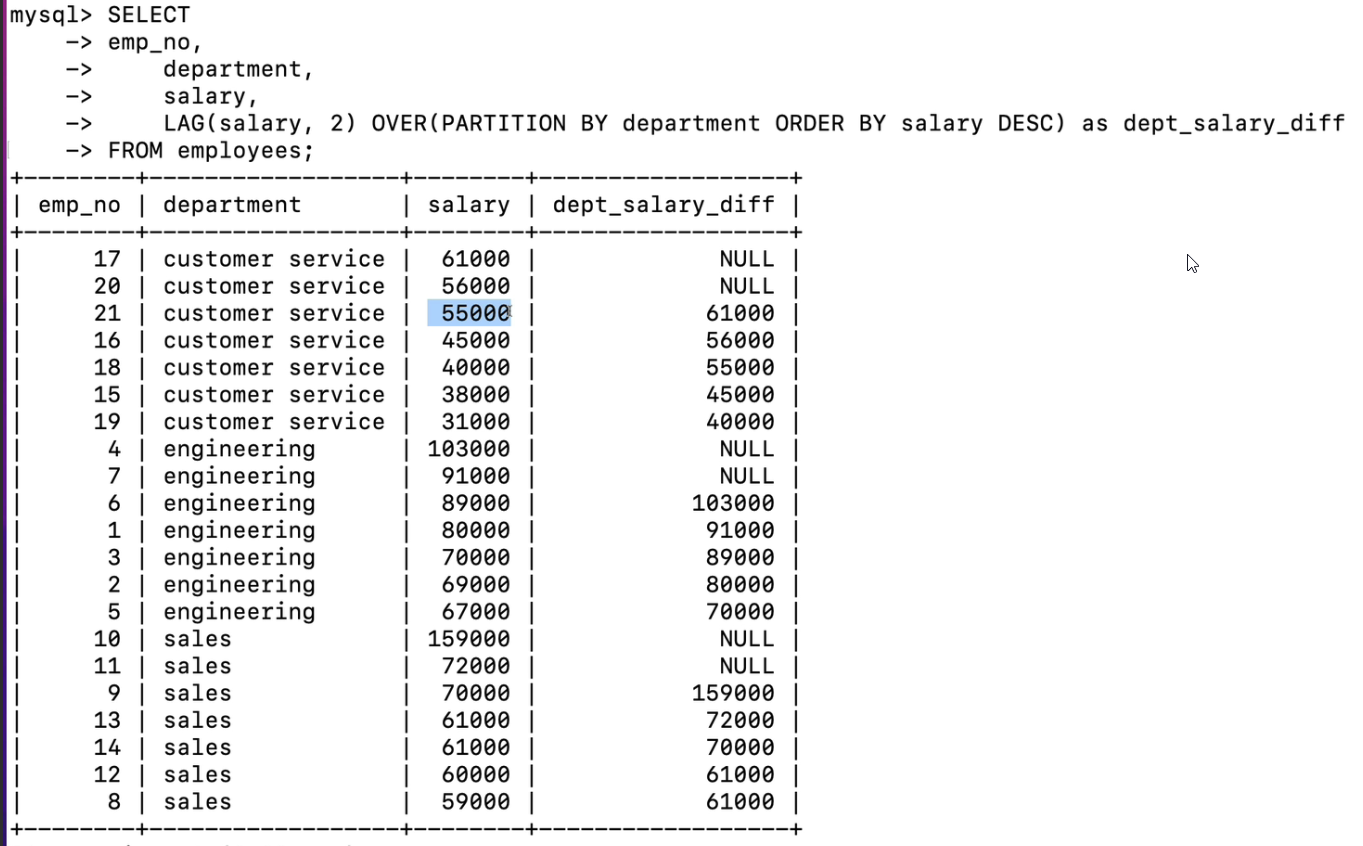 mysql> SELECT
    -> emp_no,
    ->     department,
    ->     salary,
    ->     LAG(salary, 2) OVER(PARTITION BY department ORDER BY salary DESC) as dept_salary_diff
    -> FROM employees;
+--------+------------------+--------+------------------+
| emp_no | department       | salary | dept_salary_diff |
+--------+------------------+--------+------------------+
|     17 | customer service |  61000 |             NULL |
|     20 | customer service |  56000 |             NULL |
|     21 | customer service |  55000 |            61000 |
|     16 | customer service |  45000 |            56000 |
|     18 | customer service |  40000 |            55000 |
|     15 | customer service |  38000 |            45000 |
|     19 | customer service |  31000 |            40000 |
|      4 | engineering      | 103000 |             NULL |
|      7 | engineering      |  91000 |             NULL |
|      6 | engineering      |  89000 |           103000 |
|      1 | engineering      |  80000 |            91000 |
|      3 | engineering      |  70000 |            89000 |
|      2 | engineering      |  69000 |            80000 |
|      5 | engineering      |  67000 |            70000 |
|     10 | sales            | 159000 |             NULL |
|     11 | sales            |  72000 |             NULL |
|      9 | sales            |  70000 |           159000 |
|     13 | sales            |  61000 |            72000 |
|     14 | sales            |  61000 |            70000 |
|     12 | sales            |  60000 |            61000 |
|      8 | sales            |  59000 |            61000 |
+--------+------------------+--------+------------------+